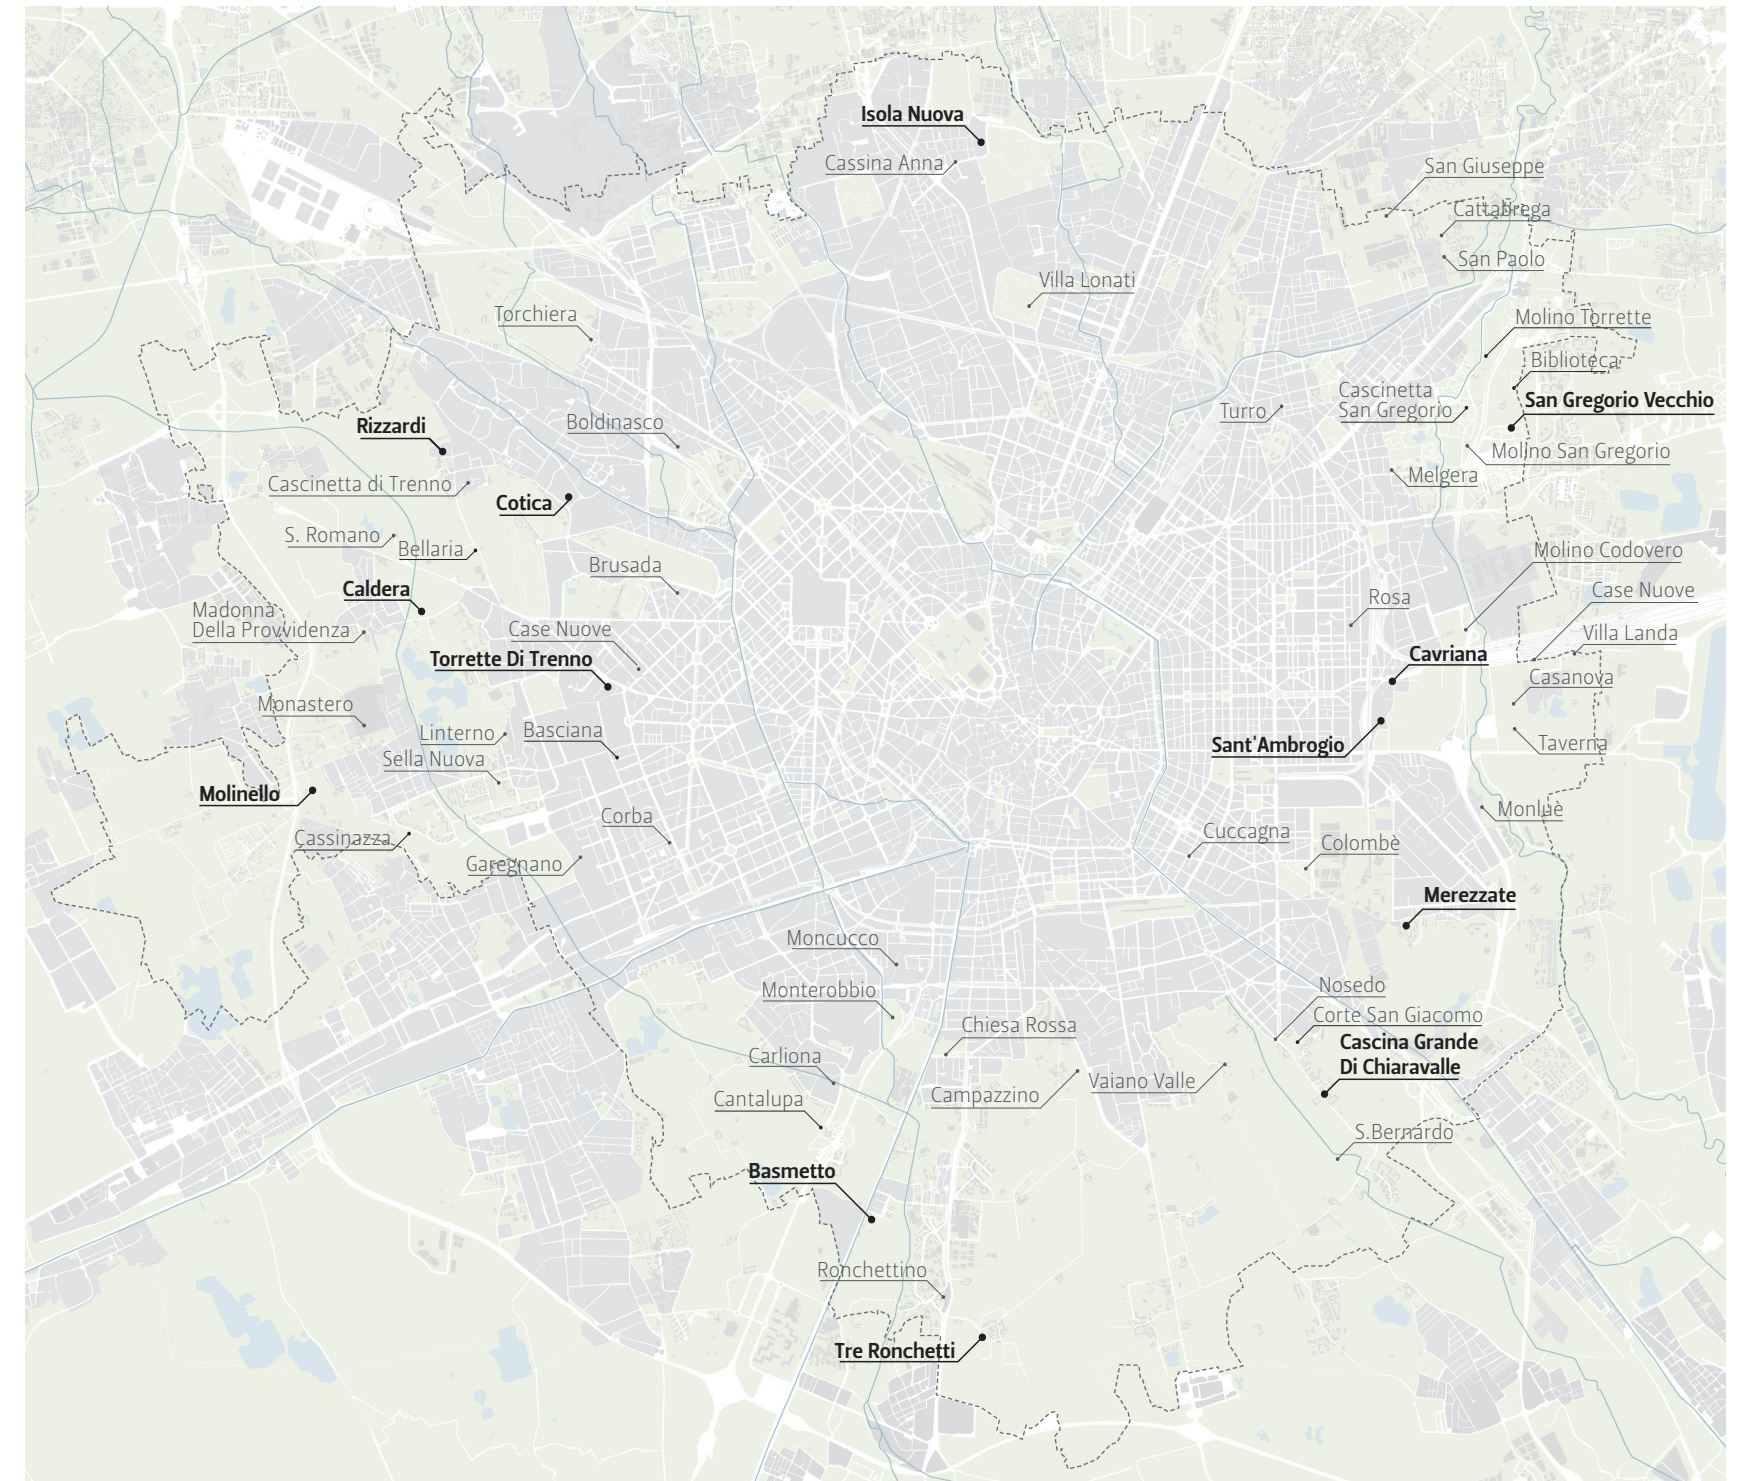 Isola Nuova
Cassina Anna
San Giuseppe
Cattabrega
San Paolo
Villa Lonati
Torchiera
Molino Torrette
Biblioteca
Cascinetta
San Gregorio
San Gregorio Vecchio
Turro
Boldinasco
Rizzardi
Molino San Gregorio
Melgera
Cascinetta di Trenno
Cotica
S. Romano
Bellaria
Molino Codovero
Brusada
Caldera
Case Nuove
Rosa
Madonna
Della Provvidenza
Case Nuove
Villa Landa
Torrette Di Trenno
Cavriana
Casanova
Monastero
Linterno
Basciana
Sant'Ambrogio
Taverna
Sella Nuova
Molinello
Monluè
Corba
Cassinazza
Cuccagna
Colombè
Garegnano
Merezzate
Moncucco
Monterobbio
Nosedo
Corte San Giacomo
Chiesa Rossa
Cascina Grande
Di Chiaravalle
Carliona
Vaiano Valle
Campazzino
Cantalupa
S.Bernardo
Basmetto
Ronchettino
Tre Ronchetti